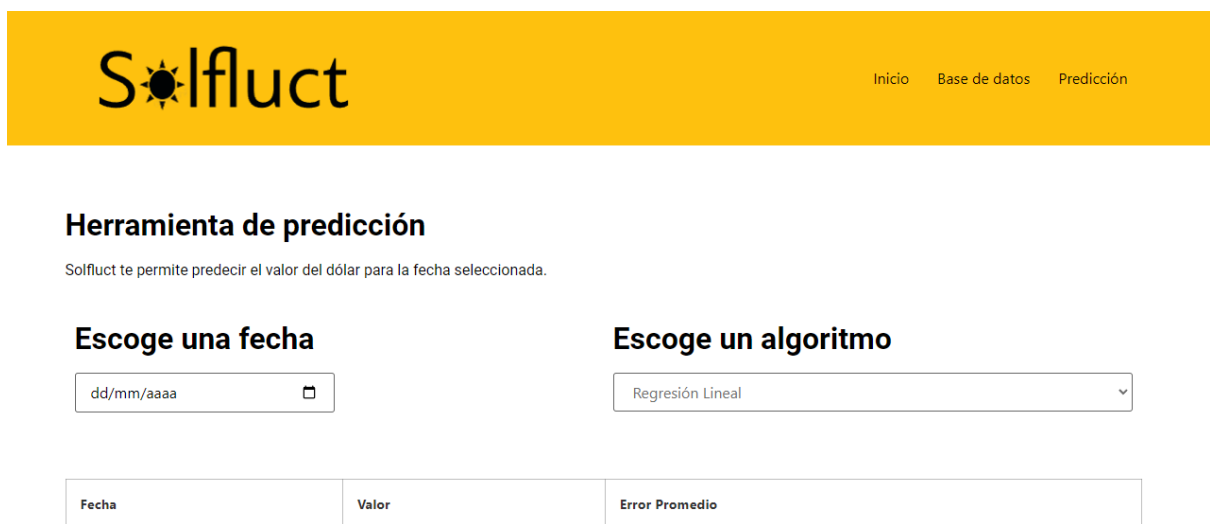 Solfluct
Inicio Base de datos Predicción
Herramienta de predicción
Solfluct te permite predecir el valor del dólar para la fecha seleccionada.
Escoge una fecha
Escoge un algoritmo
dd/mm/aaaa
Regresión Lineal
Fecha Valor Error Promedio